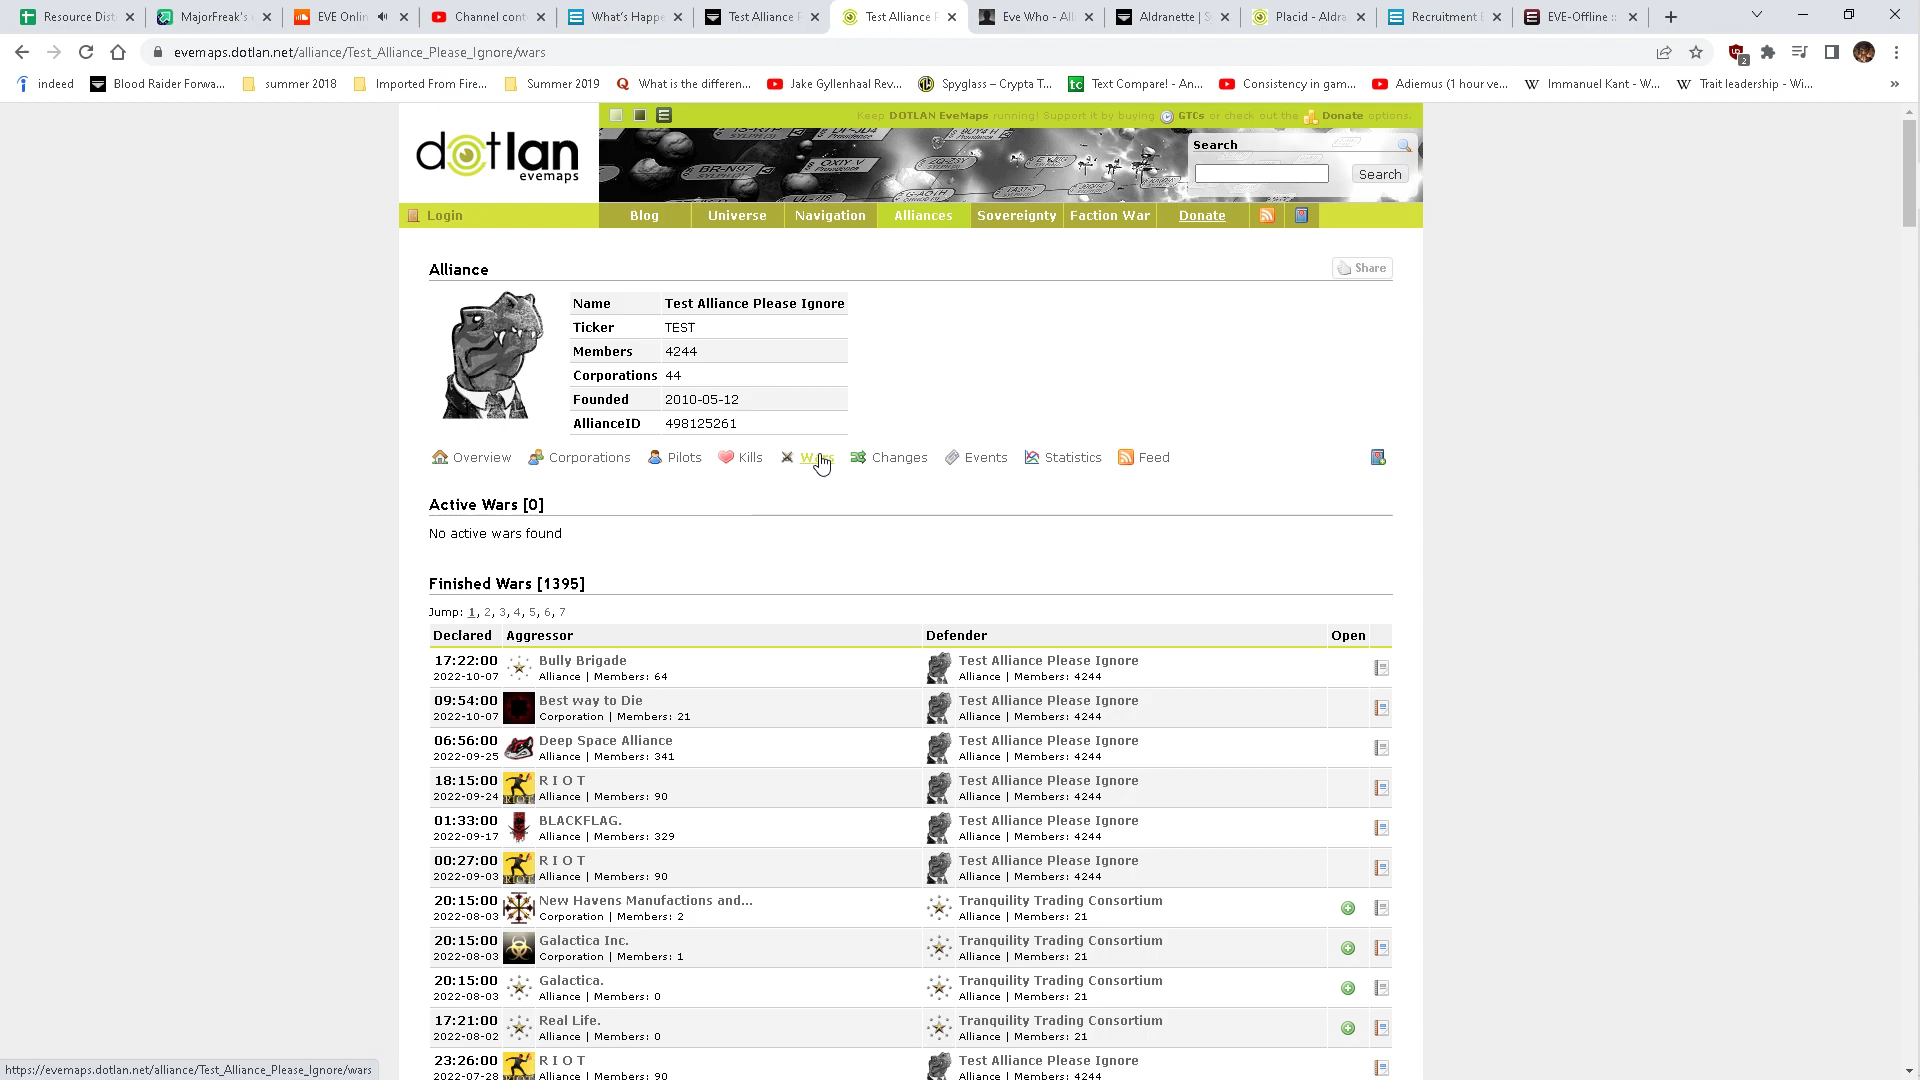 Resource Dist
MajorFreak's
EVE Onlin
Channel cont
What's Happe
Test Alliance P
Test Alliance P
Eve Who - Alli
Aldranette | S
Placid - Aldra
Recruitment
EVE-Offline ::
evemaps.dotlan.net/alliance/Test_Alliance_Please_Ignore/wars
2
indeed
Blood Raider Forwa...
summer 2018
Imported From Fire...
Summer 2019
What is the differen...
Jake Gyllenhaal Rev...
Spyglass – Crypta T...
Text Compare! - An...
Consistency in gam...
Adiemus (1 hour ve...
Immanuel Kant - W...
Trait leadership - Wi...
»
Keep DOTLAN EveMaps running! Support it by buying GTCs or check out the Donate options.
dotlan
evemaps
BR-N97
OXIY-V
Search
Search
Login
Blog
Universe
Navigation
Alliances
Sovereignty
Faction War
Donate
Alliance
Share
Name Test Alliance Please Ignore
Ticker TEST
Members 4244
Corporations 44
Founded 2010-05-12
AllianceID 498125261
Overview Corporations Pilots Kills Wars Changes Events Statistics Feed
Active Wars [0]
No active wars found
Finished Wars [1395]
Jump: 1, 2, 3, 4, 5, 6, 7
Declared Aggressor Defender Open
17:22:00 Bully Brigade Test Alliance Please Ignore
2022-10-07 Alliance | Members: 64 Alliance | Members: 4244
09:54:00 Best way to Die Test Alliance Please Ignore
2022-10-07 Corporation | Members: 21 Alliance | Members: 4244
06:56:00 Deep Space Alliance Test Alliance Please Ignore
2022-09-25 Alliance | Members: 341 Alliance | Members: 4244
18:15:00 R I O T Test Alliance Please Ignore
2022-09-24 Alliance | Members: 90 Alliance | Members: 4244
01:33:00 BLACKFLAG. Test Alliance Please Ignore
2022-09-17 Alliance | Members: 329 Alliance | Members: 4244
00:27:00 R I O T Test Alliance Please Ignore
2022-09-03 Alliance | Members: 90 Alliance | Members: 4244
20:15:00 New Havens Manufactions and... Tranquility Trading Consortium
2022-08-03 Corporation | Members: 2 Alliance | Members: 21
20:15:00 Galactica Inc. Tranquility Trading Consortium
2022-08-03 Corporation | Members: 1 Alliance | Members: 21
20:15:00 Galactica. Tranquility Trading Consortium
2022-08-03 Alliance | Members: 0 Alliance | Members: 21
17:21:00 Real Life. Tranquility Trading Consortium
2022-08-02 Alliance | Members: 0 Alliance | Members: 21
23:26:00 R I O T Test Alliance Please Ignore
2022-07-28 Alliance | Members: 90 Alliance | Members: 4244
https://evemaps.dotlan.net/alliance/Test_Alliance_Please_Ignore/wars